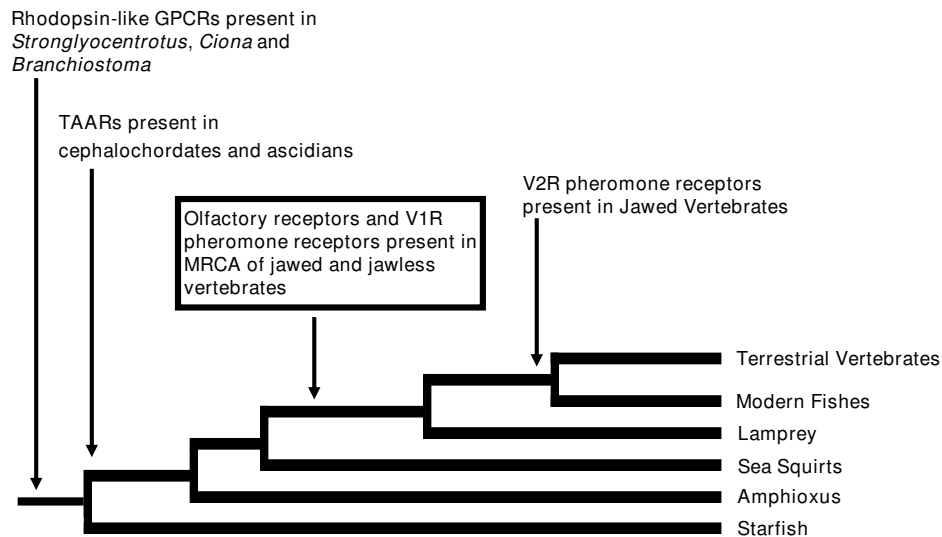 Rhodopsin-like GPCRs present in
Stronglyocentrotus, Ciona and
Branchiostoma
TAARs present in
cephalochordates and ascidians
Olfactory receptors and V1R
pheromone receptors present in
MRCA of jawed and jawless
vertebrates
V2R pheromone receptors
present in Jawed Vertebrates
Terrestrial Vertebrates
Modern Fishes
Lamprey
Sea Squirts
Amphioxus
Starfish